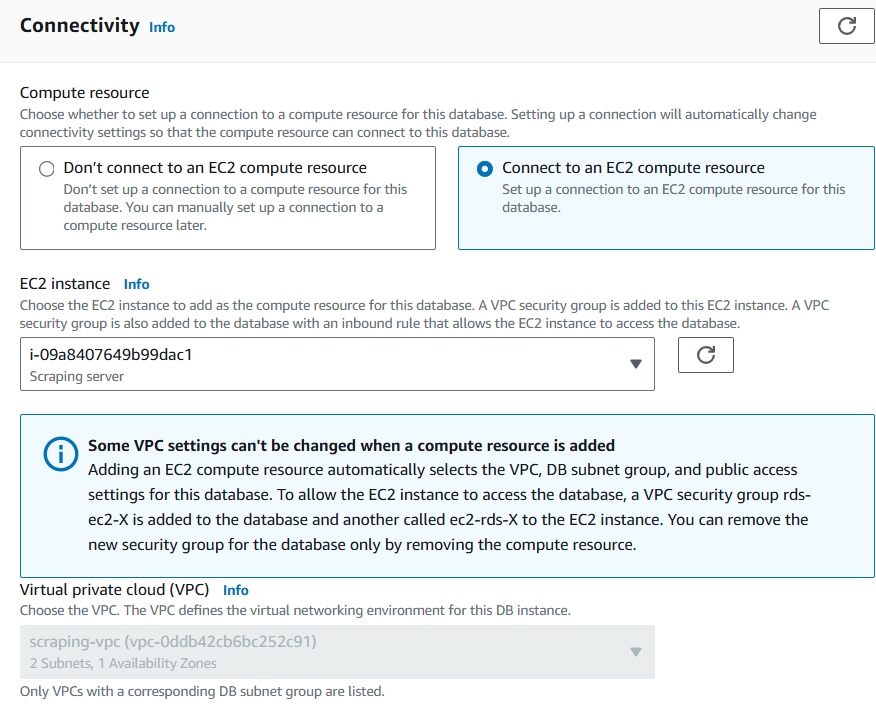 Connectivity Info
Compute resource
Choose whether to set up a connection to a compute resource for this database. Setting up a connection will automatically change
connectivity settings so that the compute resource can connect to this database.
Don’t connect to an EC2 compute resource
Don’t set up a connection to a compute resource for this
database. You can manually set up a connection to a
compute resource later.
Connect to an EC2 compute resource
Set up a connection to an EC2 compute resource for this
database.
EC2 instance Info
Choose the EC2 instance to add as the compute resource for this database. A VPC security group is added to this EC2 instance. A VPC
security group is also added to the database with an inbound rule that allows the EC2 instance to access the database.
i-09a8407649b99dac1
Scraping server
Some VPC settings can't be changed when a compute resource is added
Adding an EC2 compute resource automatically selects the VPC, DB subnet group, and public access
settings for this database. To allow the EC2 instance to access the database, a VPC security group rds-
ec2-X is added to the database and another called ec2-rds-X to the EC2 instance. You can remove the
new security group for the database only by removing the compute resource.
Virtual private cloud (VPC) Info
Choose the VPC. The VPC defines the virtual networking environment for this DB instance.
scraping-vpc (vpc-0ddb42cb6bc252c91)
2 Subnets, 1 Availability Zones
Only VPCs with a corresponding DB subnet group are listed.